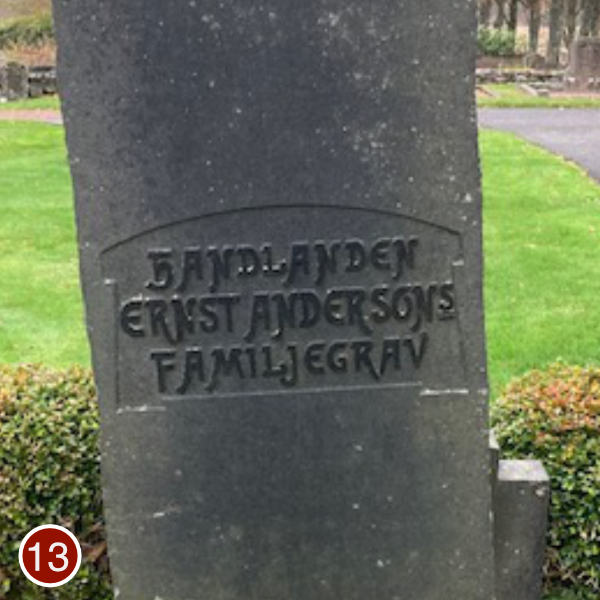 HANDLANDEN
ERNST ANDERSONS
FAMILJEGRAV
13